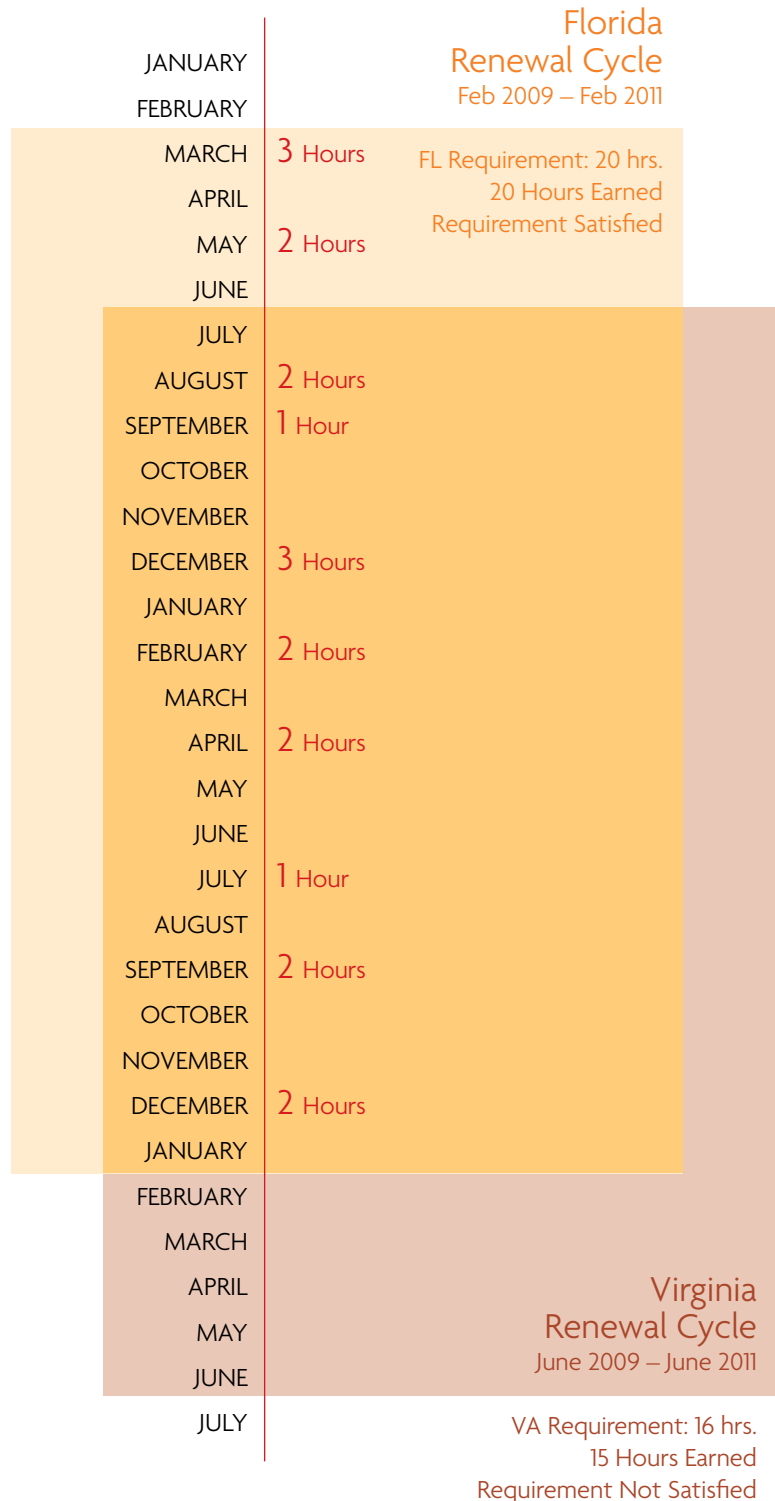 Florida
Renewal Cycle
Feb 2009 – Feb 2011
JANUARY
FEBRUARY
MARCH 3 Hours
FL Requirement: 20 hrs.
20 Hours Earned
Requirement Satisfied
APRIL
MAY 2 Hours
JUNE
JULY
AUGUST 2 Hours
SEPTEMBER 1 Hour
OCTOBER
NOVEMBER
DECEMBER 3 Hours
JANUARY
FEBRUARY 2 Hours
MARCH
APRIL 2 Hours
MAY
JUNE
JULY 1 Hour
AUGUST
SEPTEMBER 2 Hours
OCTOBER
NOVEMBER
DECEMBER 2 Hours
JANUARY
FEBRUARY
MARCH
APRIL
MAY
JUNE
JULY
Virginia
Renewal Cycle
June 2009 – June 2011
VA Requirement: 16 hrs.
15 Hours Earned
Requirement Not Satisfied